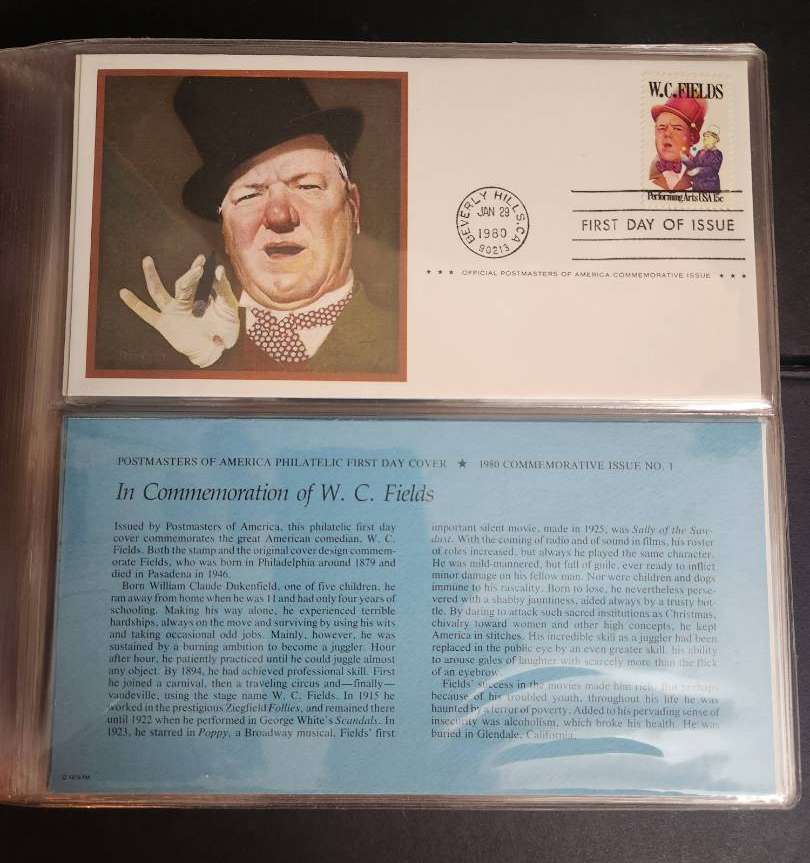 W.C.FIELDS
Performing Arts USA 15c
BEVERLY HILLS, CA
JAN 29
1980
90213
FIRST DAY OF ISSUE
★ ★ ★ OFFICIAL POSTMASTERS OF AMERICA COMMEMORATIVE ISSUE ★ ★ ★
POSTMASTERS OF AMERICA PHILATELIC FIRST DAY COVER ★ 1980 COMMEMORATIVE ISSUE NO. 1
In Commemoration of W. C. Fields
Issued by Postmasters of America, this philatelic first day
cover commemorates the great American comedian, W. C.
Fields. Both the stamp and the original cover design commem-
orate Fields, who was born in Philadelphia around 1879 and
died in Pasadena in 1946.
Born William Claude Dukenfield, one of five children, he
ran away from home when he was 11 and had only four years of
schooling. Making his way alone, he experienced terrible
hardships, always on the move and surviving by using his wits
and taking occasional odd jobs. Mainly, however, he was
sustained by a burning ambition to become a juggler. Hour
after hour, he patiently practiced until he could juggle almost
any object. By 1894, he had achieved professional skill. First
he joined a carnival, then a traveling circus and—finally—
vaudeville, using the stage name W. C. Fields. In 1915 he
worked in the prestigious Ziegfield Follies, and remained there
until 1922 when he performed in George White's Scandals. In
1923, he starred in Poppy, a Broadway musical. Fields' first
important silent movie, made in 1925, was Sally of the Saw-
dust. With the coming of radio and of sound in films, his roster
of roles increased, but always he played the same character.
He was mild-mannered, but full of guile, ever ready to inflict
minor damage on his fellow man. Nor were children and dogs
immune to his rascality. Born to lose, he nevertheless perse-
vered with a shabby jauntiness, aided always by a trusty bot-
tle. By daring to attack such sacred institutions as Christmas,
chivalry toward women and other high concepts, he kept
America in stitches. His incredible skill as a juggler had been
replaced in the public eye by an even greater skill, his ability
to arouse gales of laughter with scarcely more than the flick
of an eyebrow.
Fields' success in the movies made him rich. But perhaps
because of his troubled youth, throughout his life he was
haunted by a terror of poverty. Added to his pervading sense of
insecurity was alcoholism, which broke his health. He was
buried in Glendale, California.